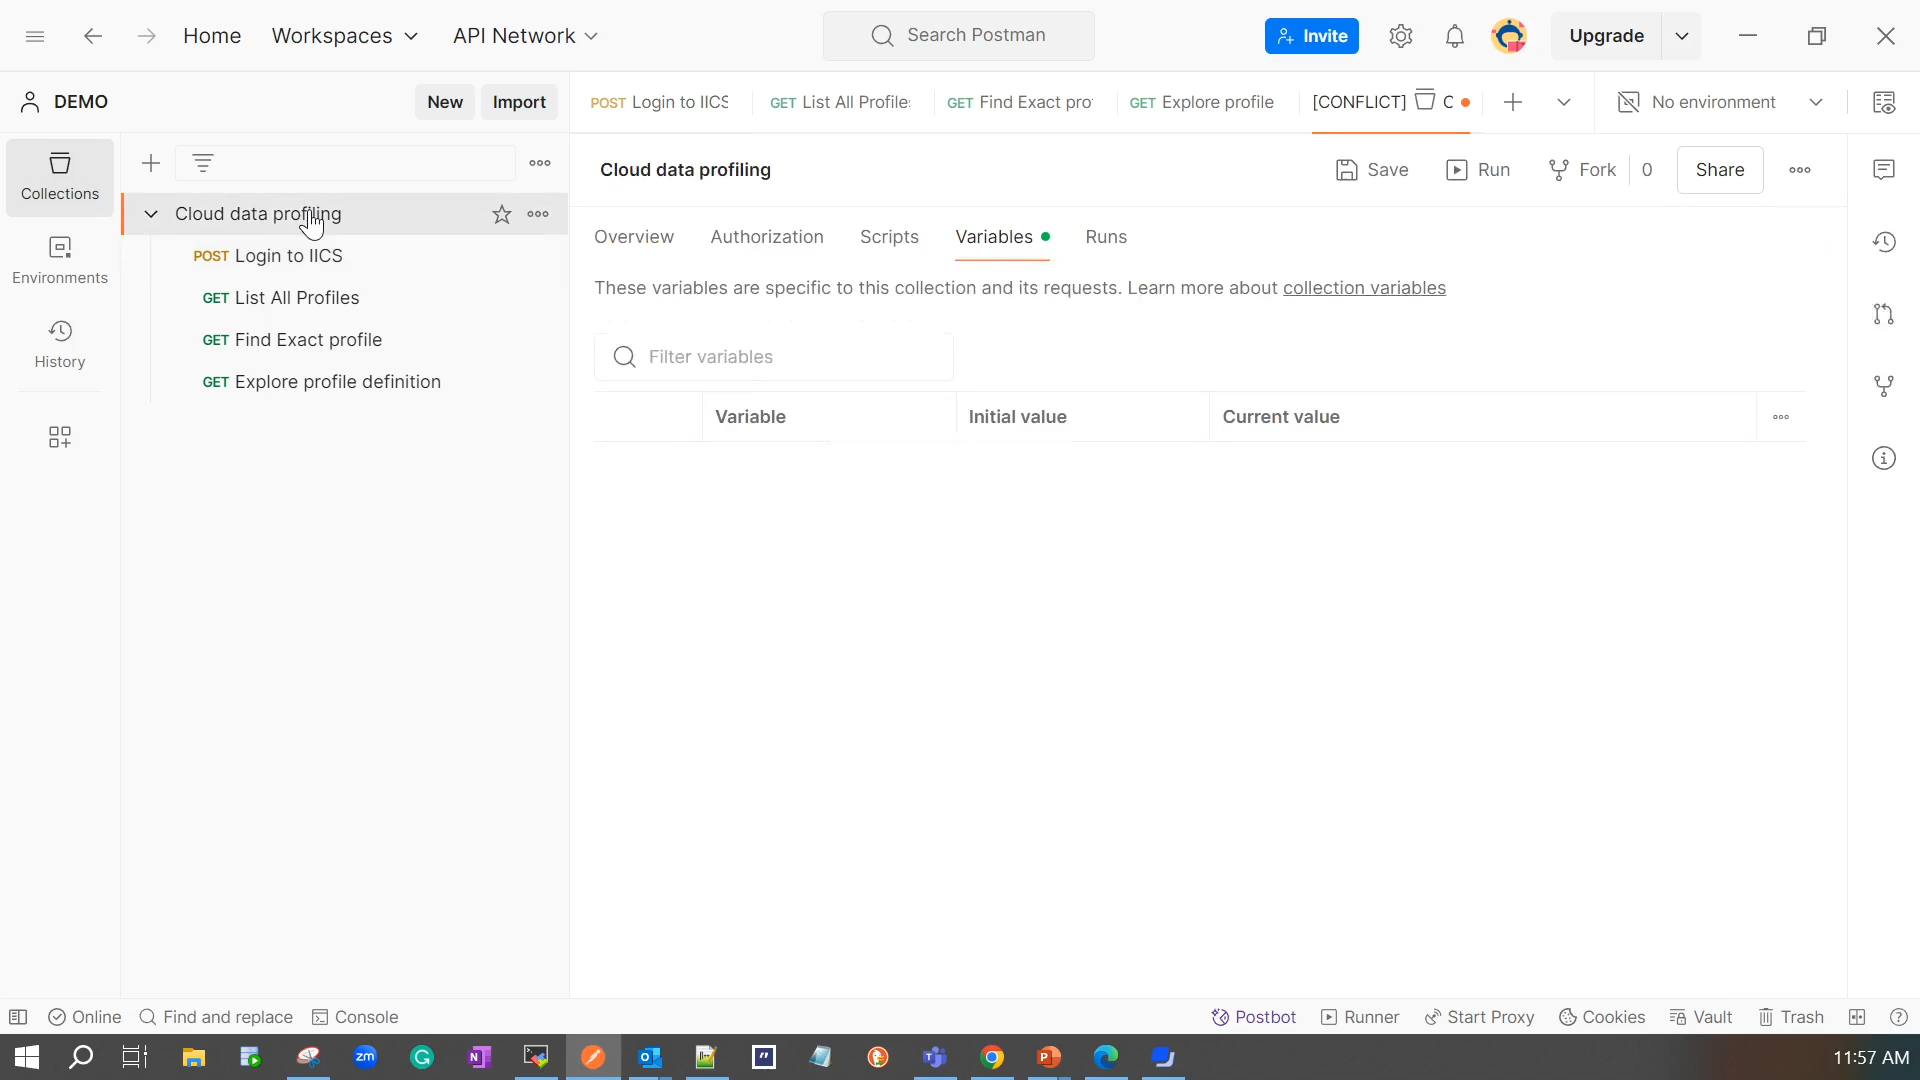 Home Workspaces API Network Search Postman Invite Upgrade
DEMO New Import POST Login to IICS GET List All Profile: GET Find Exact pro GET Explore profile [CONFLICT] C No environment
Collections
Environments
History
Cloud data profiling
POST Login to IICS
GET List All Profiles
GET Find Exact profile
GET Explore profile definition
Cloud data profiling Save Run Fork 0 Share
Overview Authorization Scripts Variables Runs
These variables are specific to this collection and its requests. Learn more about collection variables
Filter variables
Variable Initial value Current value
Online Find and replace Console Postbot Runner Start Proxy Cookies Vault Trash
zm G N O P
11:57 AM